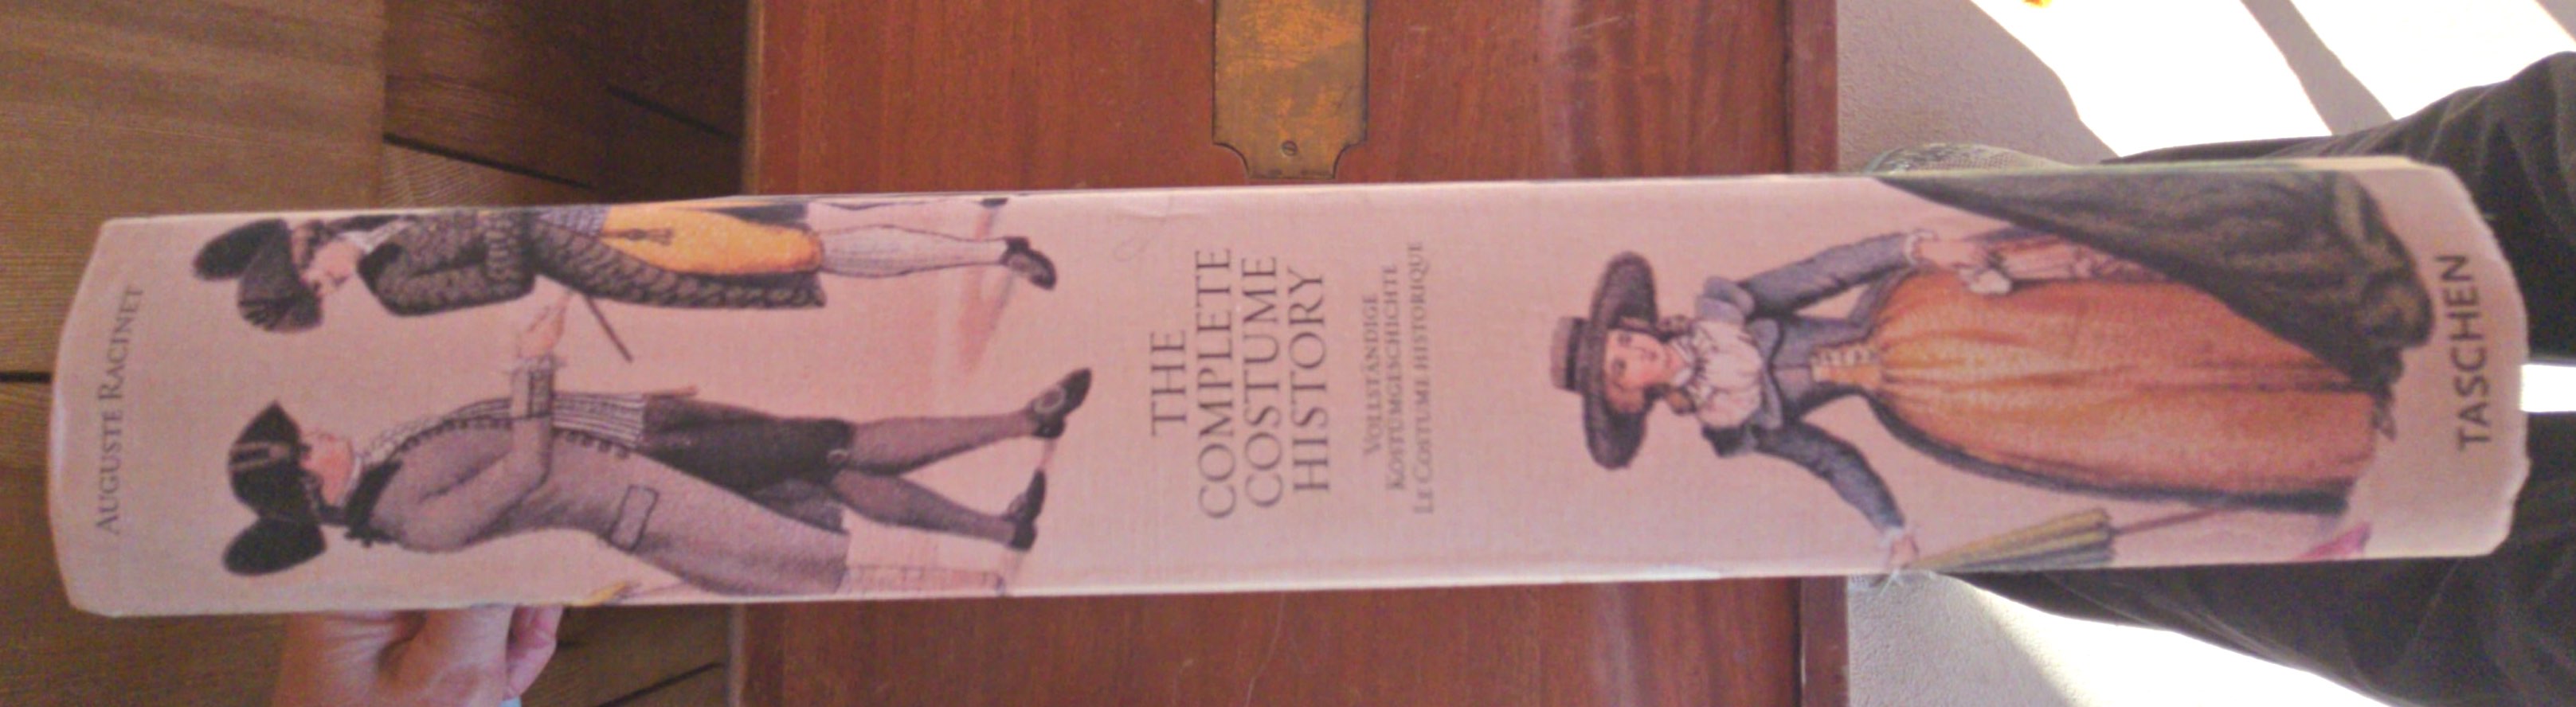 AUGUSTE RACINET
THE
COMPLETE
COSTUME
HISTORY
VOLLSTÄNDIGE
KOSTÜMGESCHICHTE
LE COSTUME HISTORIQUE
TASCHEN